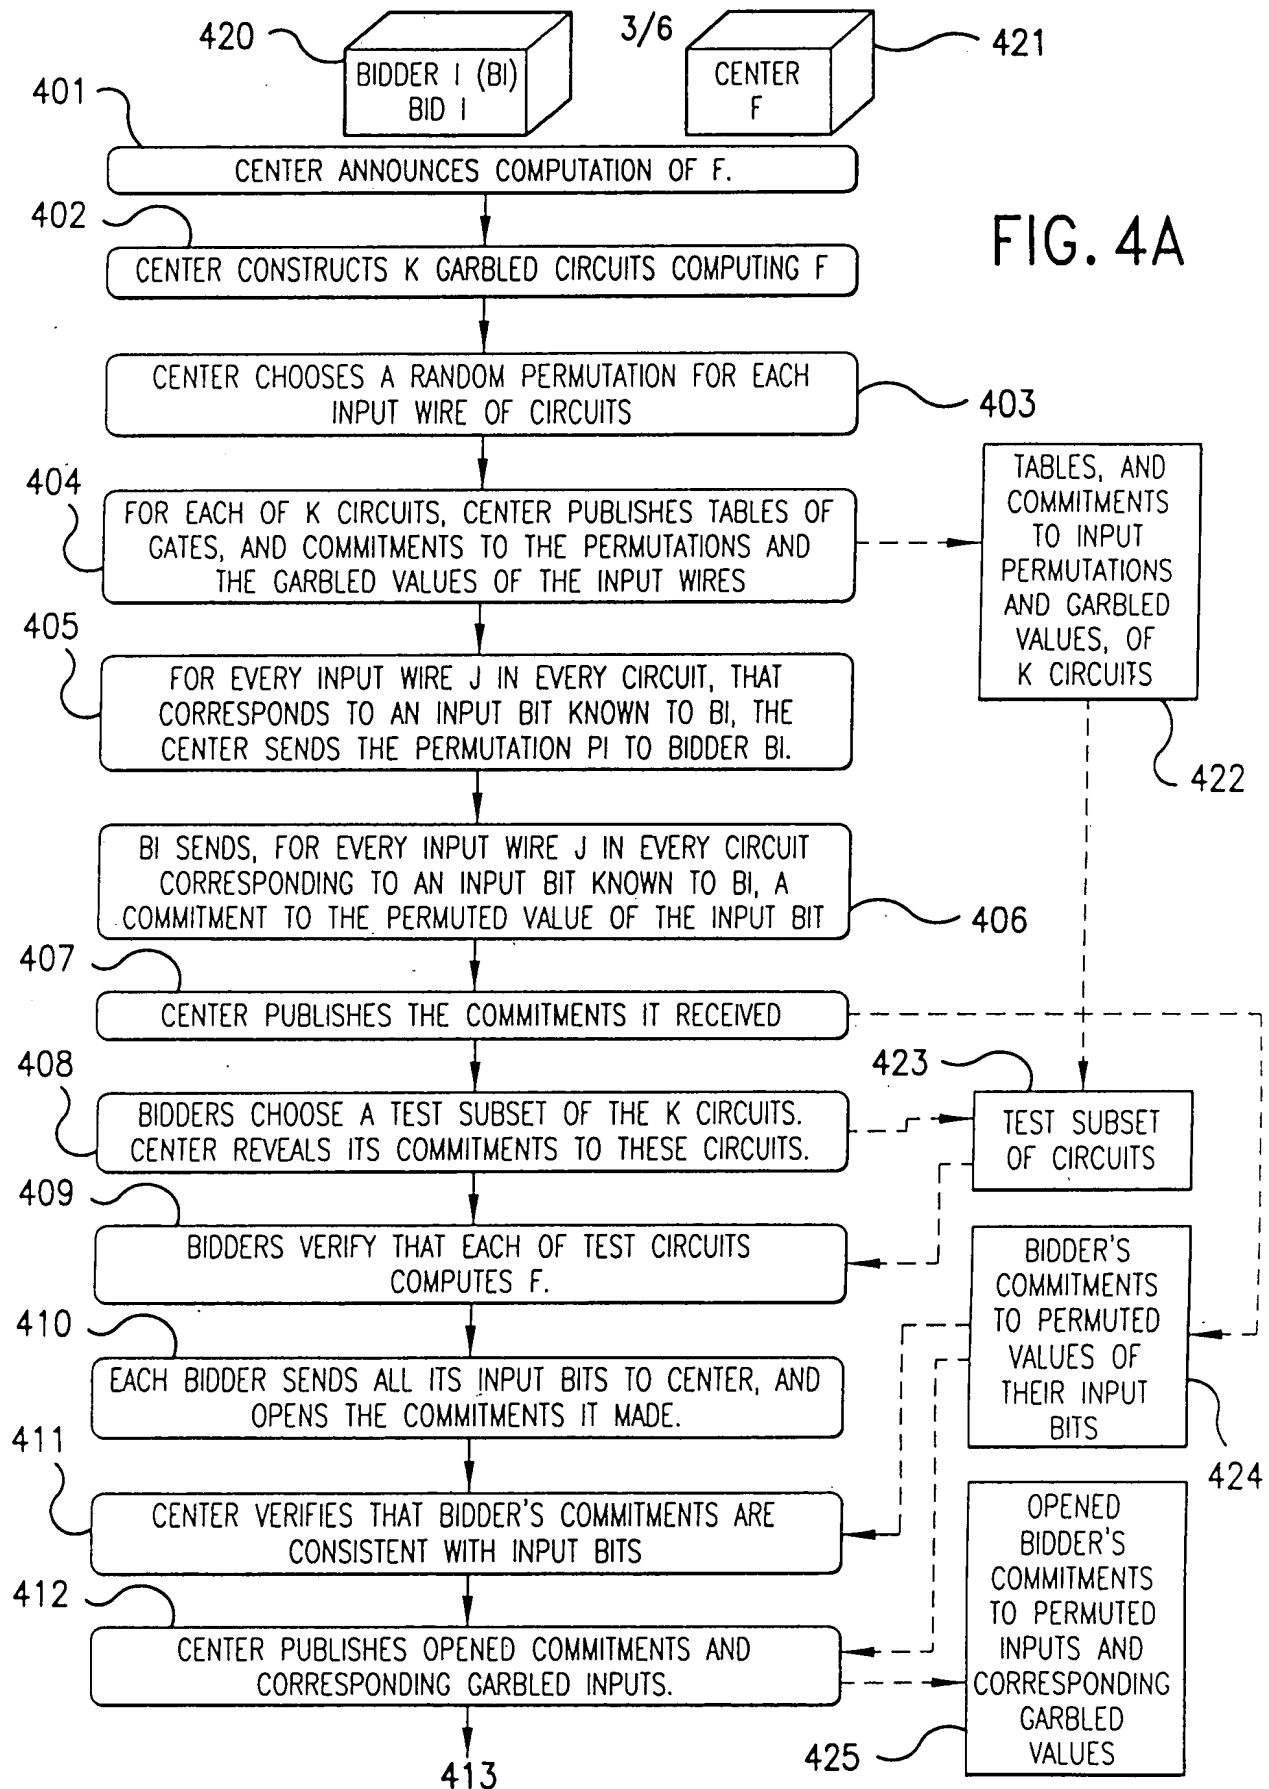 420
BIDDER I (BI)
BID I
3/6
CENTER
F
421
401
CENTER ANNOUNCES COMPUTATION OF F.
402
CENTER CONSTRUCTS K GARBLED CIRCUITS COMPUTING F
FIG. 4A
CENTER CHOOSES A RANDOM PERMUTATION FOR EACH
INPUT WIRE OF CIRCUITS
403
404
FOR EACH OF K CIRCUITS, CENTER PUBLISHES TABLES OF
GATES, AND COMMITMENTS TO THE PERMUTATIONS AND
THE GARBLED VALUES OF THE INPUT WIRES
TABLES, AND
COMMITMENTS
TO INPUT
PERMUTATIONS
AND GARBLED
VALUES, OF
K CIRCUITS
422
405
FOR EVERY INPUT WIRE J IN EVERY CIRCUIT, THAT
CORRESPONDS TO AN INPUT BIT KNOWN TO BI, THE
CENTER SENDS THE PERMUTATION PI TO BIDDER BI.
BI SENDS, FOR EVERY INPUT WIRE J IN EVERY CIRCUIT
CORRESPONDING TO AN INPUT BIT KNOWN TO BI, A
COMMITMENT TO THE PERMUTED VALUE OF THE INPUT BIT
406
407
CENTER PUBLISHES THE COMMITMENTS IT RECEIVED
408
BIDDERS CHOOSE A TEST SUBSET OF THE K CIRCUITS.
CENTER REVEALS ITS COMMITMENTS TO THESE CIRCUITS.
423
TEST SUBSET
OF CIRCUITS
409
BIDDERS VERIFY THAT EACH OF TEST CIRCUITS
COMPUTES F.
BIDDER'S
COMMITMENTS
TO PERMUTED
VALUES OF
THEIR INPUT
BITS
424
410
EACH BIDDER SENDS ALL ITS INPUT BITS TO CENTER, AND
OPENS THE COMMITMENTS IT MADE.
411
CENTER VERIFIES THAT BIDDER'S COMMITMENTS ARE
CONSISTENT WITH INPUT BITS
412
CENTER PUBLISHES OPENED COMMITMENTS AND
CORRESPONDING GARBLED INPUTS.
OPENED
BIDDER'S
COMMITMENTS
TO PERMUTED
INPUTS AND
CORRESPONDING
GARBLED
VALUES
425
413